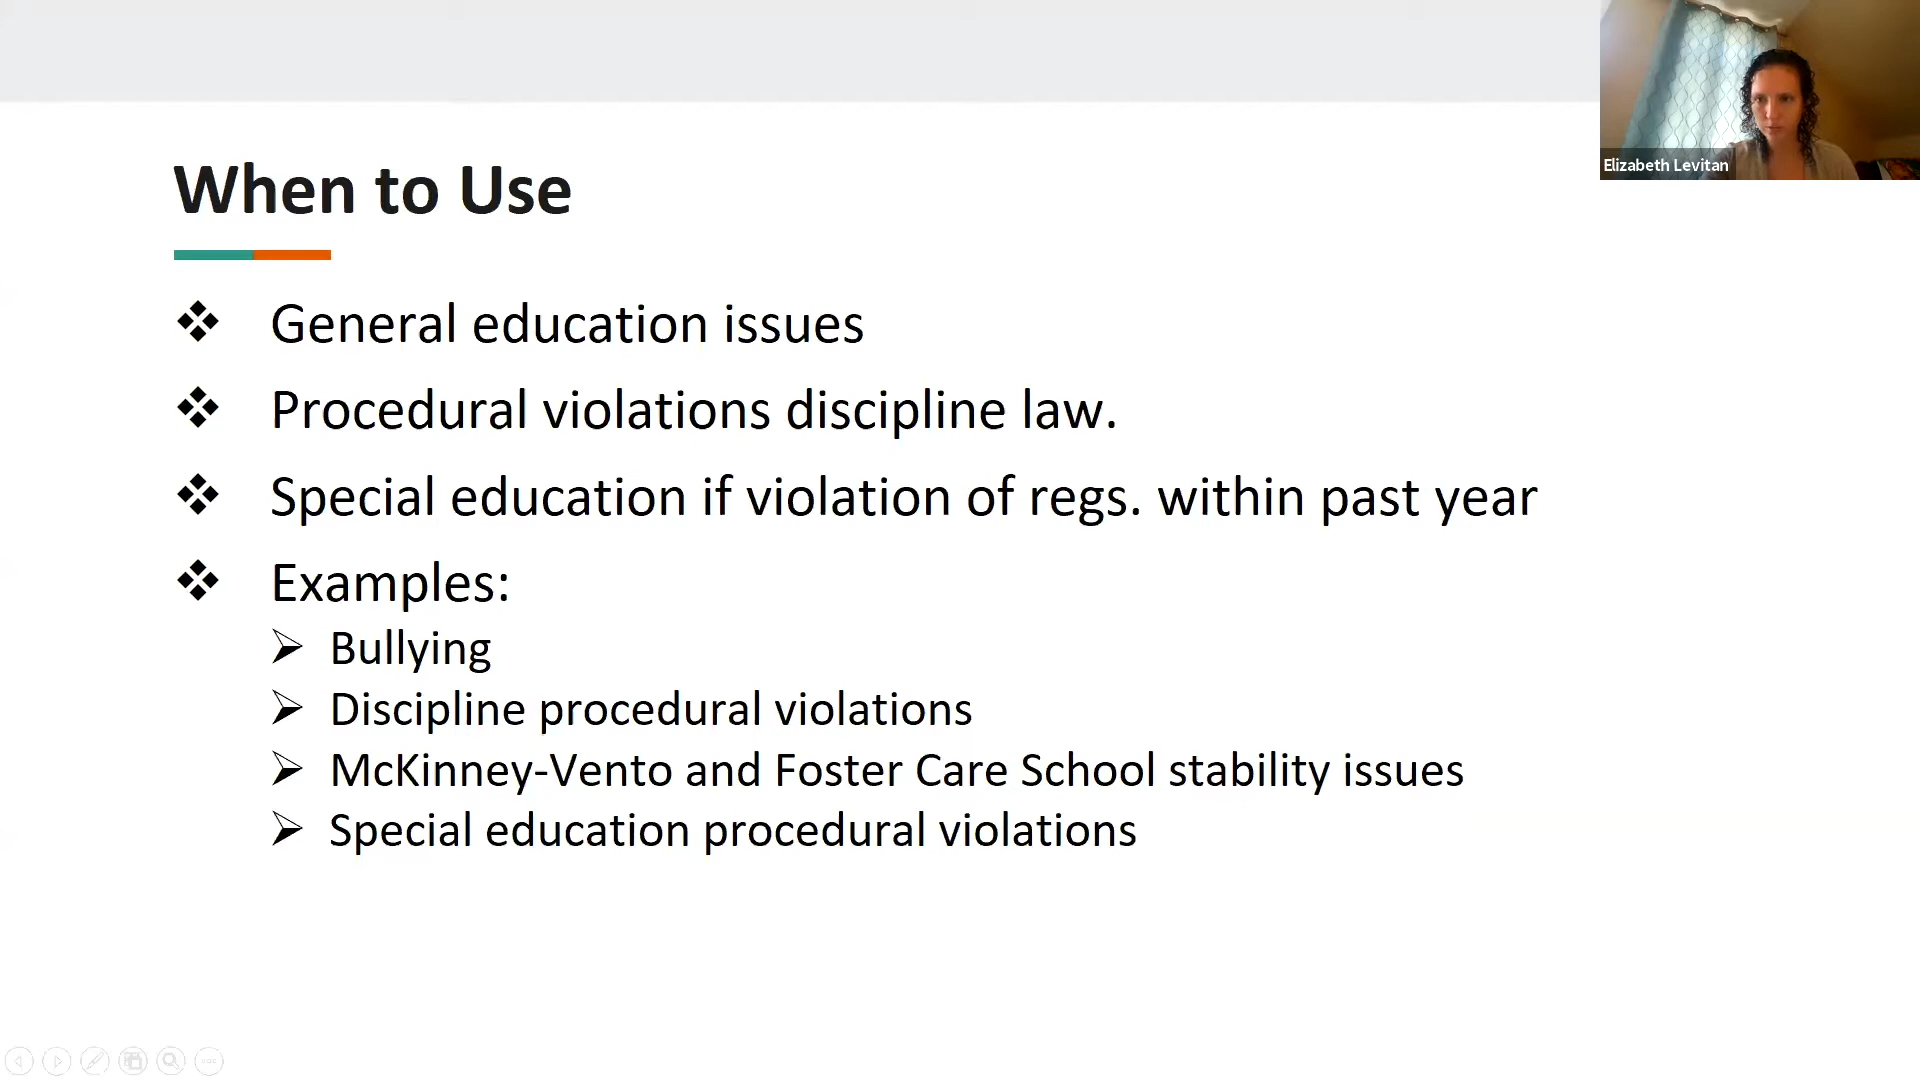 When to Use
General education issues
Procedural violations discipline law.
Special education if violation of regs. within past year
Examples:
Bullying
Discipline procedural violations
McKinney-Vento and Foster Care School stability issues
Special education procedural violations
Elizabeth Levitan